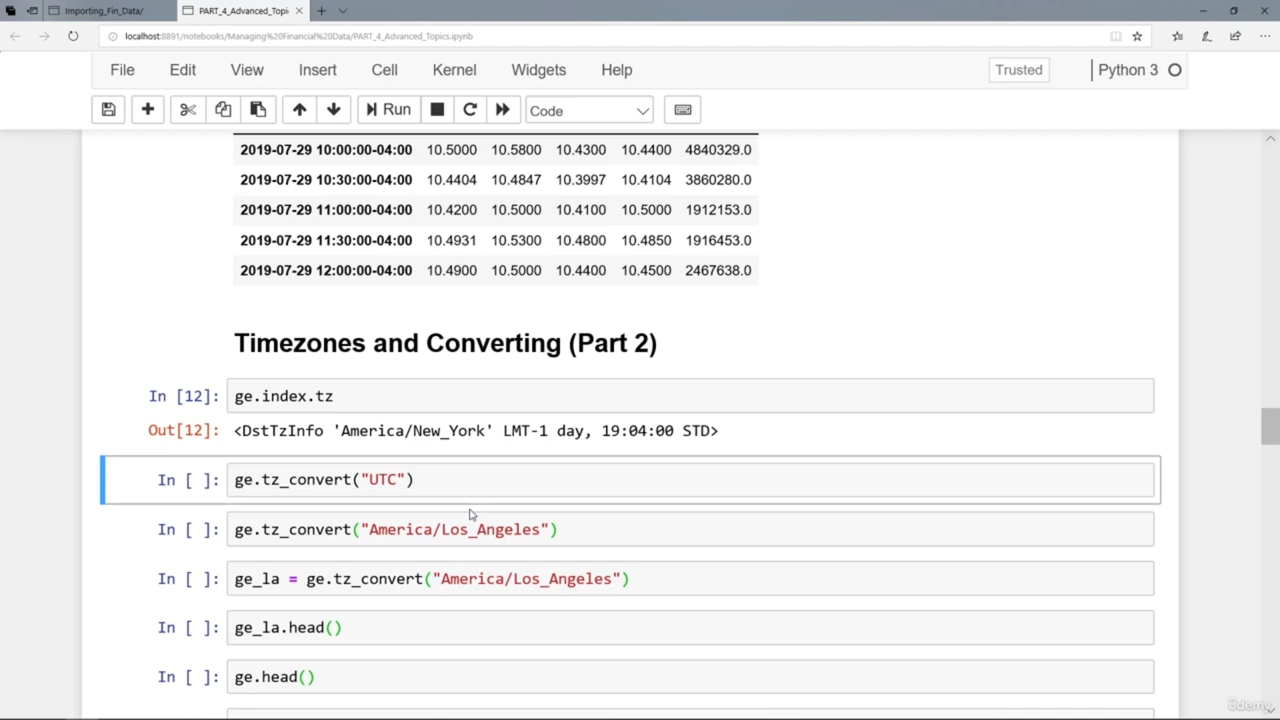 Importing_Fin_Data/
PART_4_Advanced_Topi
localhost:8891/notebooks/Managing%20Financial%20Data/PART_4_Advanced_Topics.ipynb
File Edit View Insert Cell Kernel Widgets Help Trusted Python 3
Run Code
2019-07-29 10:00:00-04:00 10.5000 10.5800 10.4300 10.4400 4840329.0
2019-07-29 10:30:00-04:00 10.4404 10.4847 10.3997 10.4104 3860280.0
2019-07-29 11:00:00-04:00 10.4200 10.5000 10.4100 10.5000 1912153.0
2019-07-29 11:30:00-04:00 10.4931 10.5300 10.4800 10.4850 1916453.0
2019-07-29 12:00:00-04:00 10.4900 10.5000 10.4400 10.4500 2467638.0
Timezones and Converting (Part 2)
In [12]: ge.index.tz
Out[12]: <DstTzInfo 'America/New_York' LMT-1 day, 19:04:00 STD>
In [ ]: ge.tz_convert("UTC")
In [ ]: ge.tz_convert("America/Los_Angeles")
In [ ]: ge_la = ge.tz_convert("America/Los_Angeles")
In [ ]: ge_la.head()
In [ ]: ge.head()
Udemy